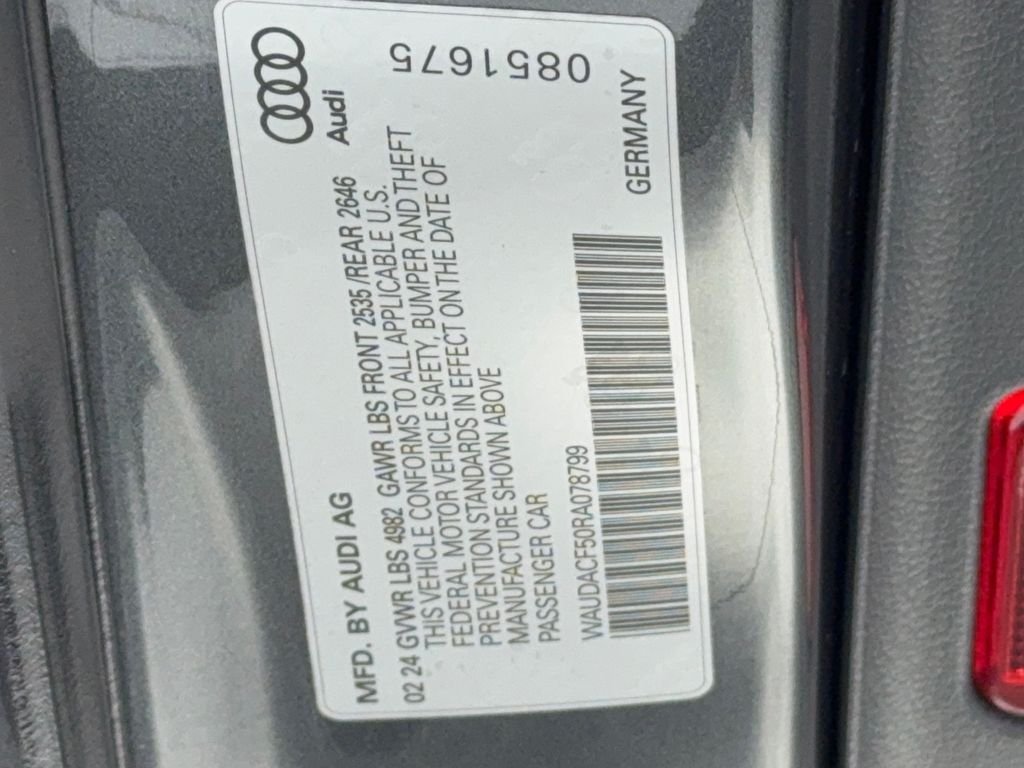 MFD. BY AUDI AG
Audi
02 24 GVWR LBS 4982 GAWR LBS FRONT 2535/REAR 2646
THIS VEHICLE CONFORMS TO ALL APPLICABLE U.S.
FEDERAL MOTOR VEHICLE SAFETY, BUMPER AND THEFT
PREVENTION STANDARDS IN EFFECT ON THE DATE OF
MANUFACTURE SHOWN ABOVE
PASSENGER CAR
0851675
WAUDACF50RA078799
GERMANY